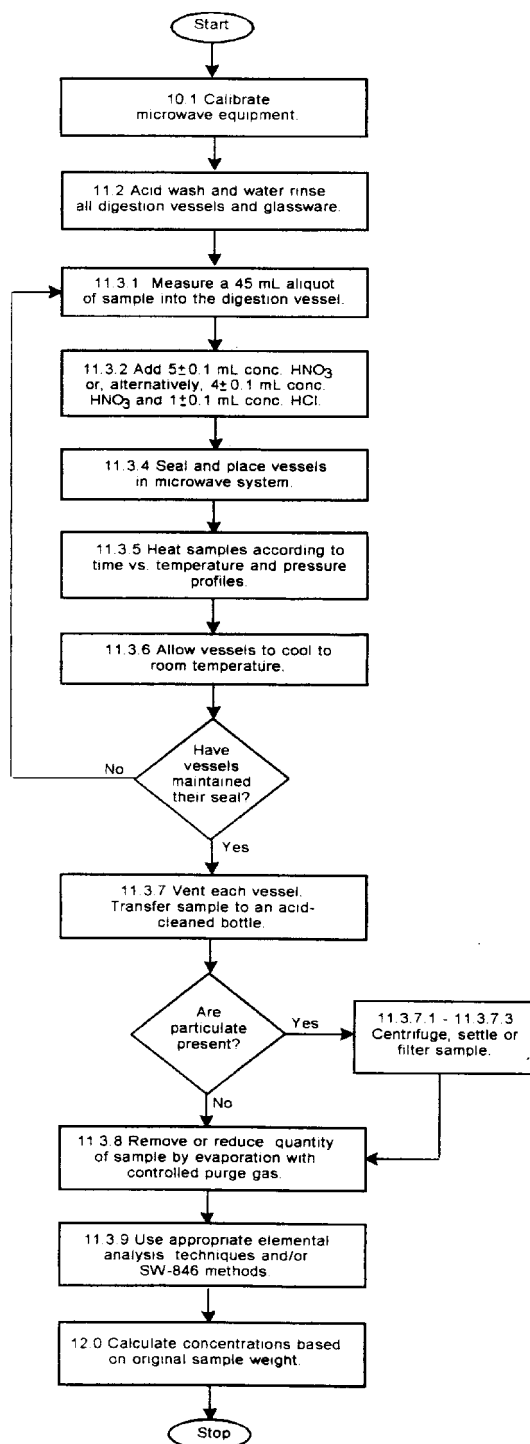 Start
10.1 Calibrate
microwave equipment.
11.2 Acid wash and water rinse
all digestion vessels and glassware.
11.3.1 Measure a 45 mL aliquot
of sample into the digestion vessel.
11.3.2 Add 5±0.1 mL conc. HNO3
or, alternatively, 4±0.1 mL conc.
HNO3 and 1±0.1 mL conc. HCl.
11.3.4 Seal and place vessels
in microwave system.
11.3.5 Heat samples according to
time vs. temperature and pressure
profiles.
11.3.6 Allow vessels to cool to
room temperature.
Have
vessels
maintained
their seal?
No
Yes
11.3.7 Vent each vessel.
Transfer sample to an acid-
cleaned bottle.
Are
particulate
present?
Yes
11.3.7.1 - 11.3.7.3
Centrifuge, settle or
filter sample.
No
11.3.8 Remove or reduce quantity
of sample by evaporation with
controlled purge gas.
11.3.9 Use appropriate elemental
analysis techniques and/or
SW-846 methods.
12.0 Calculate concentrations based
on original sample weight.
Stop